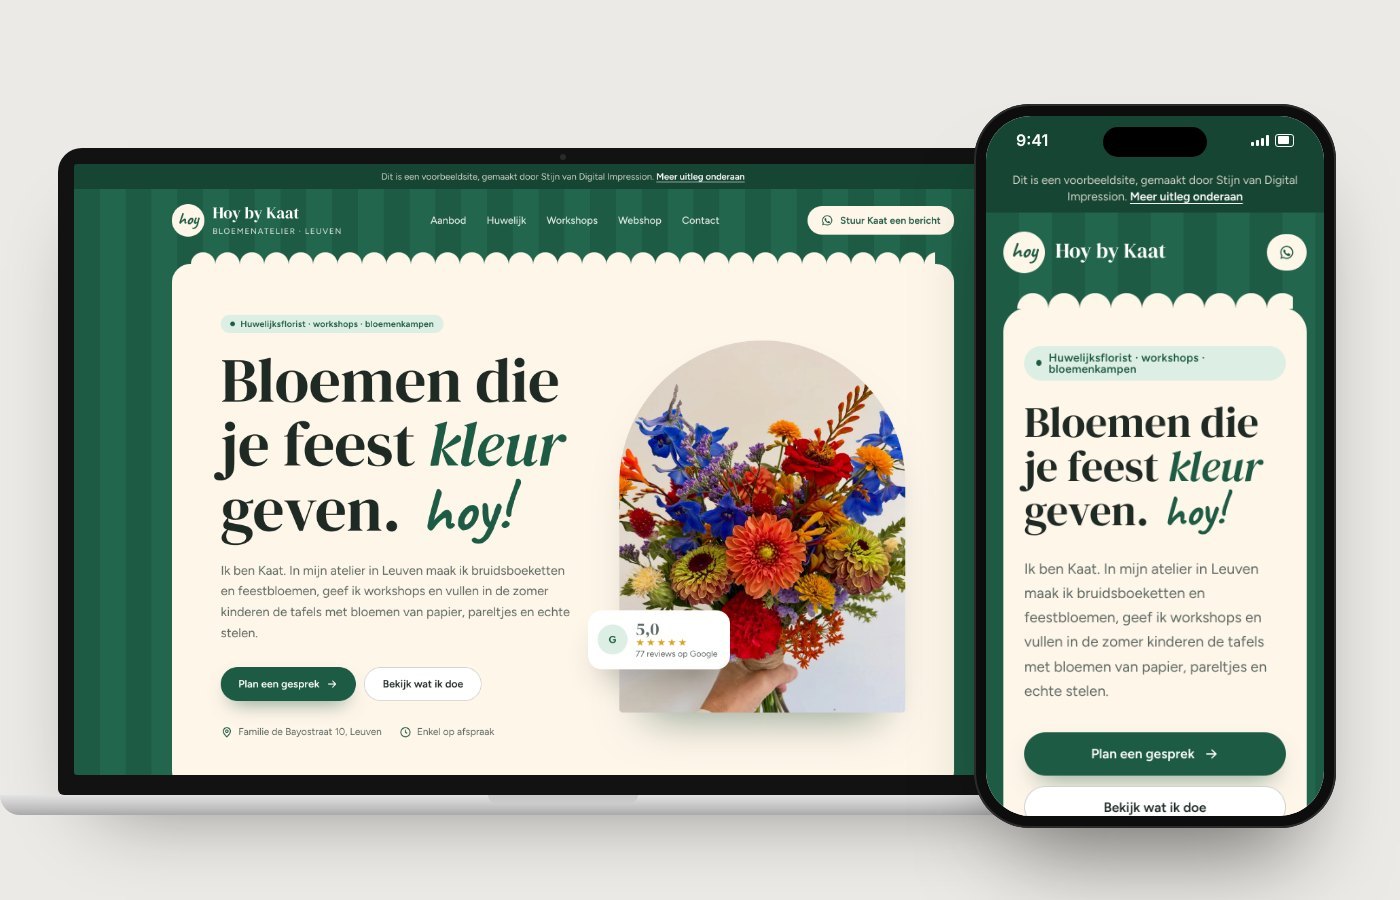 Dit is een voorbeeldsite, gemaakt door Stijn van Digital Impression. Meer uitleg onderaan
hoy
Hoy by Kaat
BLOEMENATELIER · LEUVEN
Aanbod
Huwelijk
Workshops
Webshop
Contact
Stuur Kaat een bericht
Huwelijksflorist · workshops · bloemenkampen
Bloemen die
je feest kleur
geven. hoy!
Ik ben Kaat. In mijn atelier in Leuven maak ik bruidsboeketten
en feestbloemen, geef ik workshops en vullen in de zomer
kinderen de tafels met bloemen van papier, pareltjes en echte
stelen.
G
5,0
★★★★★
77 reviews op Google
Plan een gesprek →
Bekijk wat ik doe
Familie de Bayostraat 10, Leuven
Enkel op afspraak
9:41
Dit is een voorbeeldsite, gemaakt door Stijn van Digital
Impression. Meer uitleg onderaan
hoy
Hoy by Kaat
Huwelijksflorist · workshops ·
bloemenkampen
Bloemen die
je feest kleur
geven. hoy!
Ik ben Kaat. In mijn atelier in Leuven
maak ik bruidsboeketten en
feestbloemen, geef ik workshops en
vullen in de zomer kinderen de tafels
met bloemen van papier, pareltjes en
echte stelen.
Plan een gesprek →
Bekijk wat ik doe